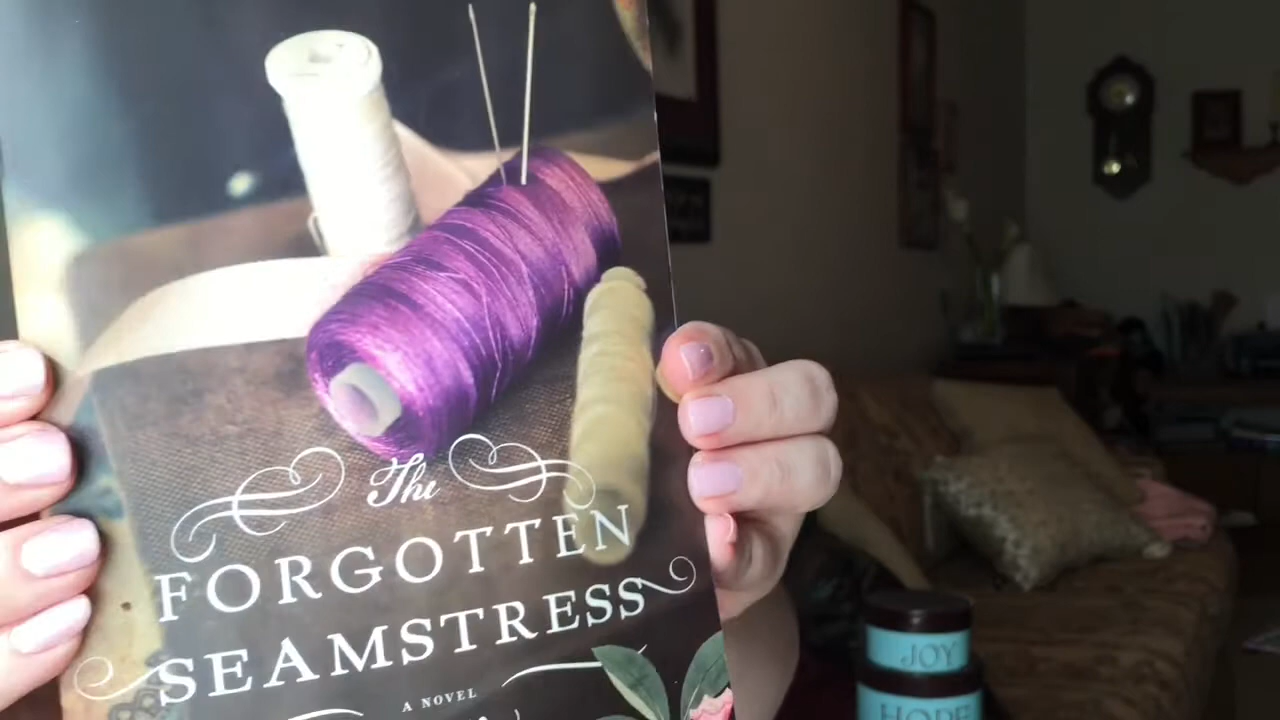 The
FORGOTTEN
SEAMSTRESS
A NOVEL
JOY
HOPE